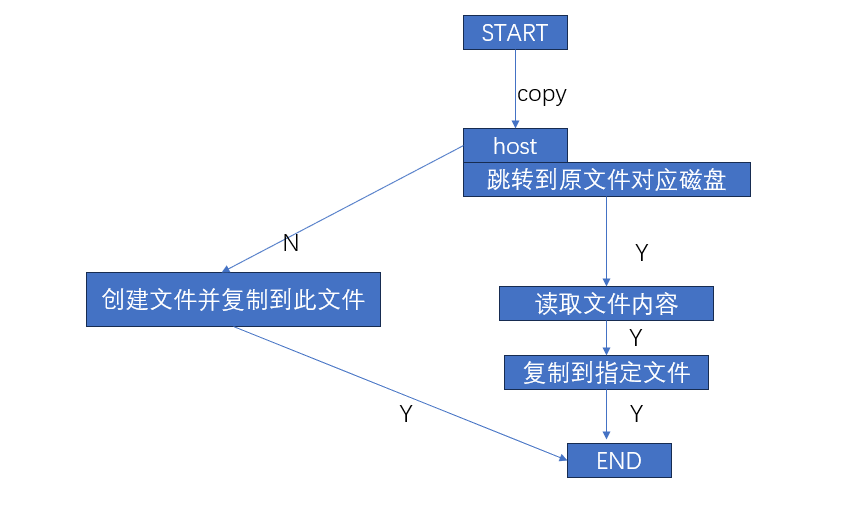 START
copy
host
跳转到原文件对应磁盘
N
Y
创建文件并复制到此文件
读取文件内容
Y
复制到指定文件
Y
Y
END